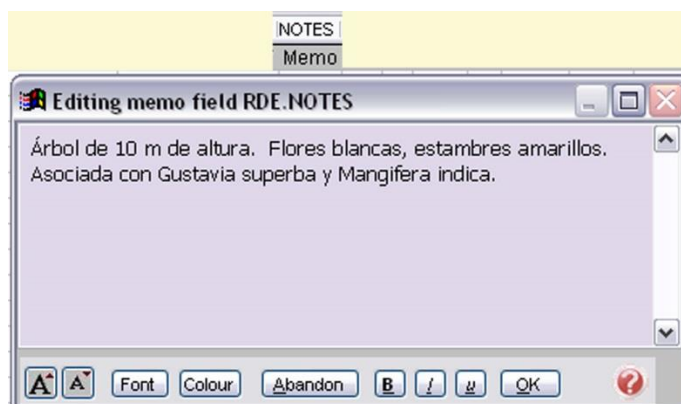 NOTES
Memo
Editing memo field RDE.NOTES
Árbol de 10 m de altura. Flores blancas, estambres amarillos.
Asociada con Gustavia superba y Mangifera indica.
A A Font Colour Abandon B I u OK ?